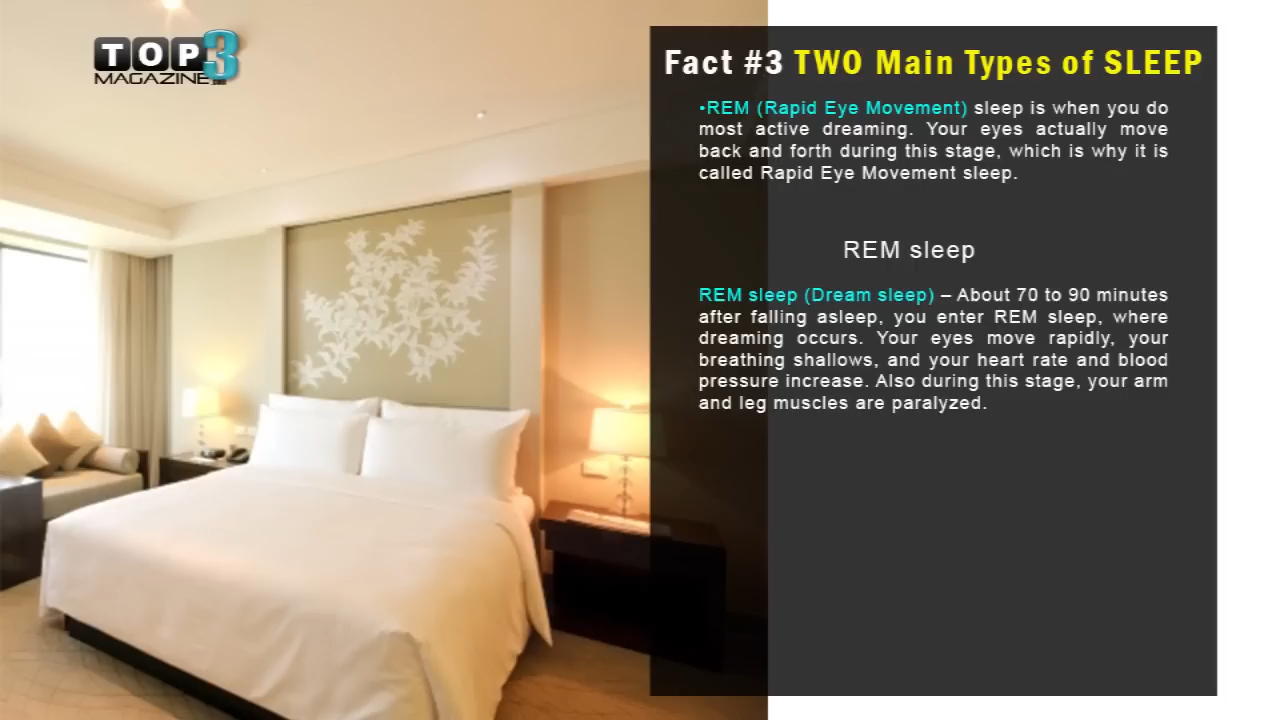 TOP 3
MAGAZINE
Fact #3 TWO Main Types of SLEEP
•REM (Rapid Eye Movement) sleep is when you do
most active dreaming. Your eyes actually move
back and forth during this stage, which is why it is
called Rapid Eye Movement sleep.
REM sleep
REM sleep (Dream sleep) – About 70 to 90 minutes
after falling asleep, you enter REM sleep, where
dreaming occurs. Your eyes move rapidly, your
breathing shallows, and your heart rate and blood
pressure increase. Also during this stage, your arm
and leg muscles are paralyzed.